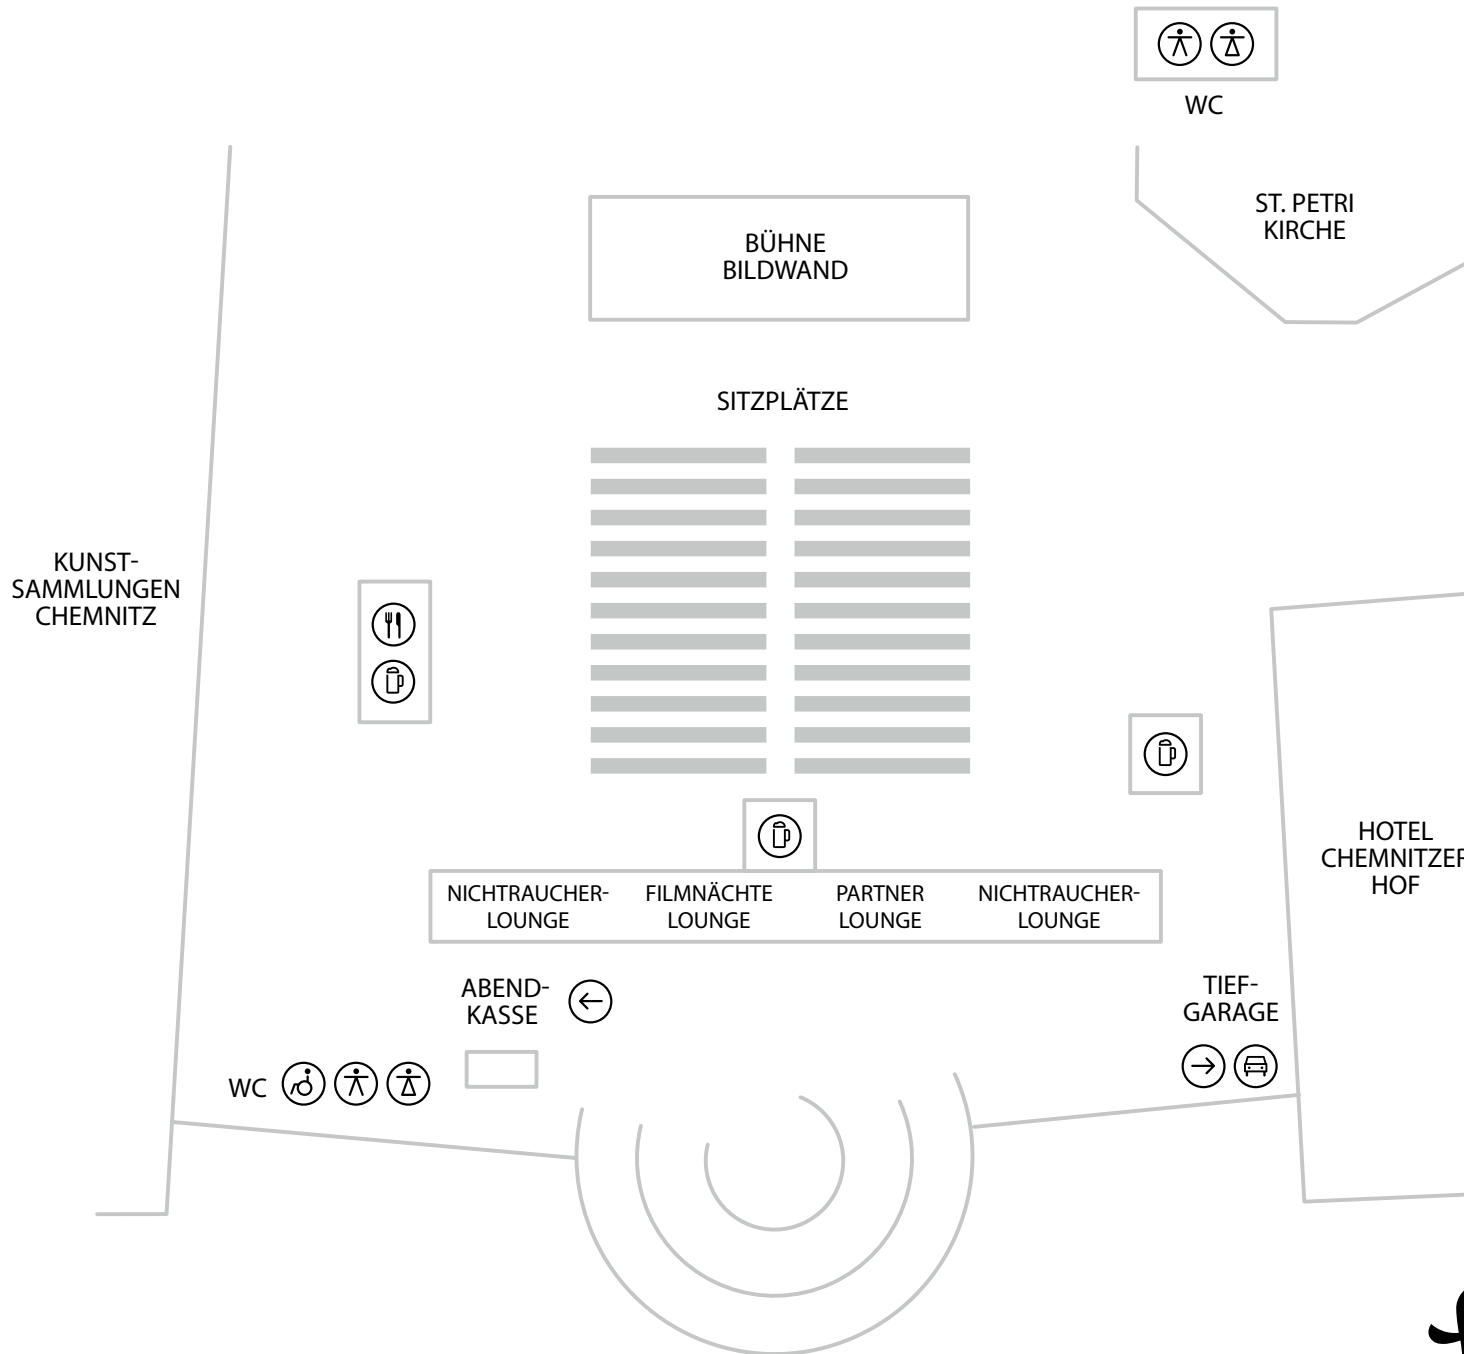 WC
ST. PETRI
KIRCHE
BÜHNE
BILDWAND
SITZPLÄTZE
KUNST-
SAMMLUNGEN
CHEMNITZ
HOTEL
CHEMNITZER
HOF
NICHTRAUCHER-
LOUNGE
FILMNÄCHTE
LOUNGE
PARTNER
LOUNGE
NICHTRAUCHER-
LOUNGE
ABEND-
KASSE
TIEF-
GARAGE
WC